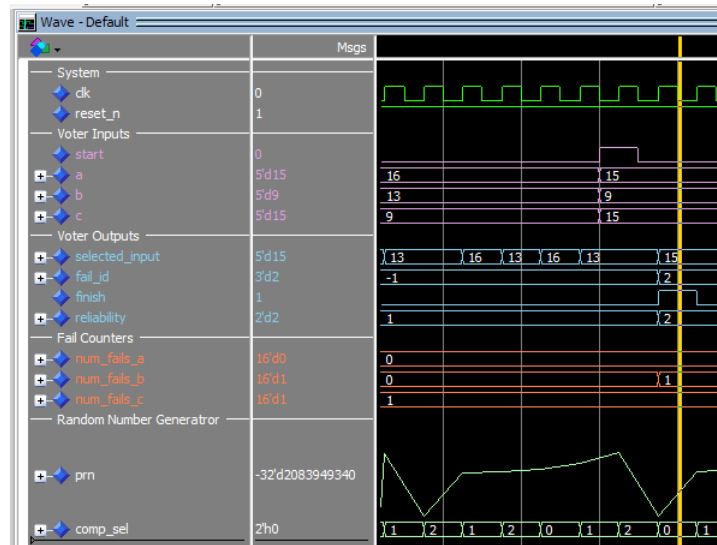 Wave - Default
Msgs
System
clk 0
reset_n 1
Voter Inputs
start 0
a 5'd15 16 15
b 5'd9 13 9
c 5'd15 9 15
Voter Outputs
selected_input 5'd15 13 16 13 16 13 15
fail_id 3'd2 -1 2
finish 1
reliability 2'd2 1 2
Fail Counters
num_fails_a 16'd0 0
num_fails_b 16'd1 0 1
num_fails_c 16'd1 1
Random Number Generatror
prn -32'd2083949340
comp_sel 2'h0 1 2 1 2 0 1 2 0 1